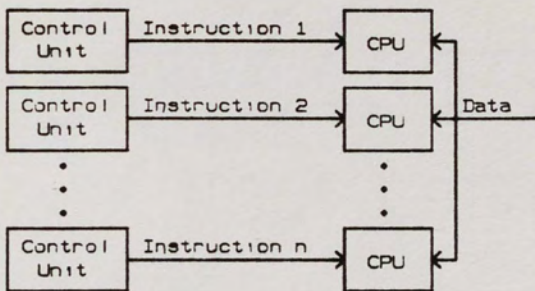 Control
Unit
Instruction 1
CPU
Control
Unit
Instruction 2
CPU
Data
Control
Unit
Instruction n
CPU